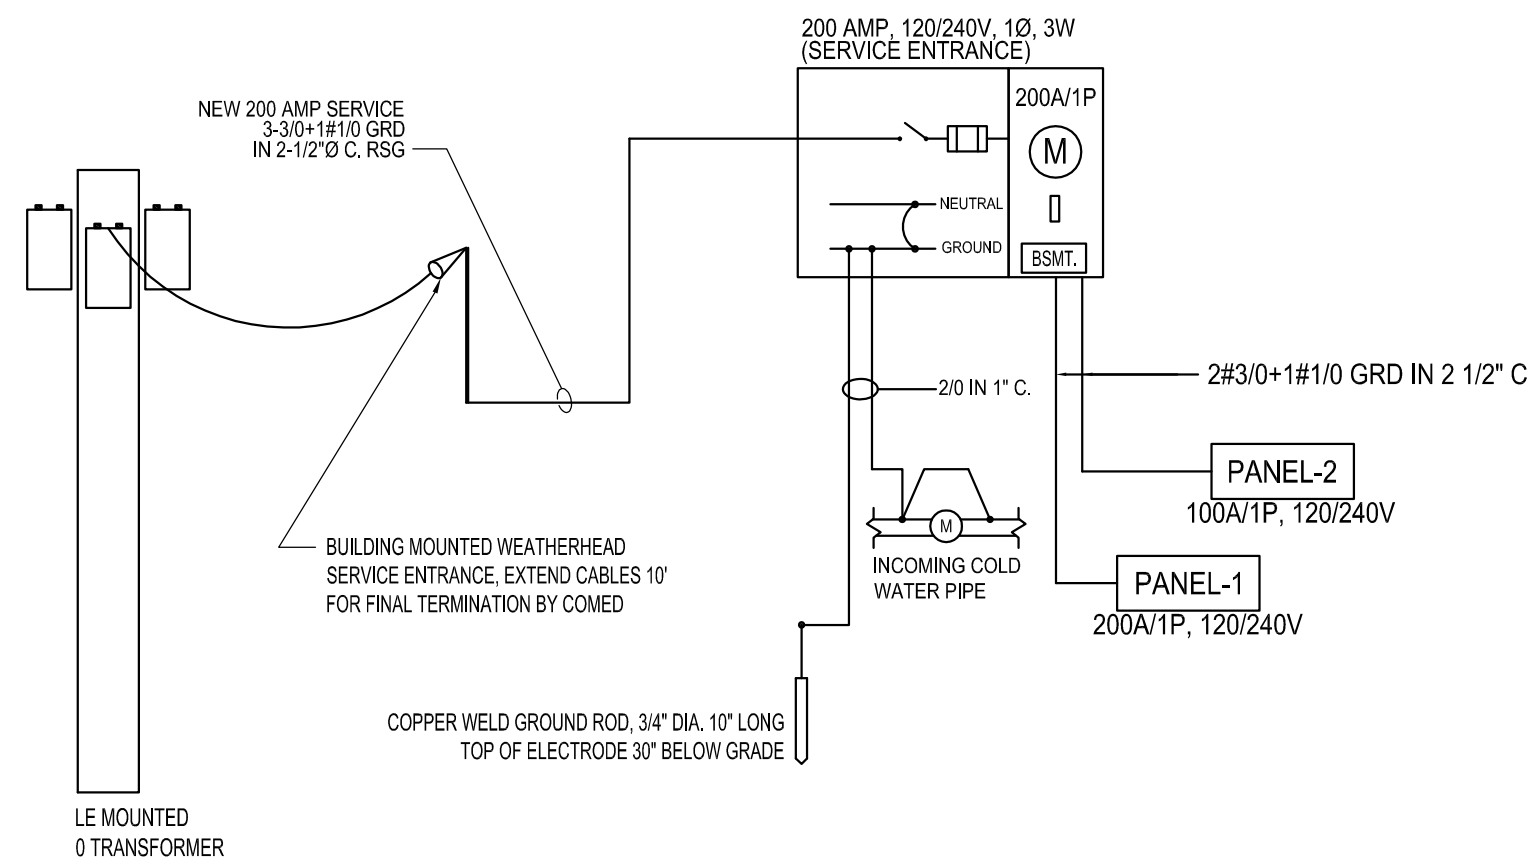 200 AMP, 120/240V, 1Ø, 3W
(SERVICE ENTRANCE)
NEW 200 AMP SERVICE
3-3/0+1#1/0 GRD
IN 2-1/2"Ø C. RSG
200A/1P
M
NEUTRAL
GROUND
BSMT.
2/0 IN 1" C.
2#3/0+1#1/0 GRD IN 2 1/2" C
PANEL-2
100A/1P, 120/240V
M
INCOMING COLD
WATER PIPE
PANEL-1
200A/1P, 120/240V
BUILDING MOUNTED WEATHERHEAD
SERVICE ENTRANCE, EXTEND CABLES 10'
FOR FINAL TERMINATION BY COMED
COPPER WELD GROUND ROD, 3/4" DIA. 10" LONG
TOP OF ELECTRODE 30" BELOW GRADE
LE MOUNTED
0 TRANSFORMER